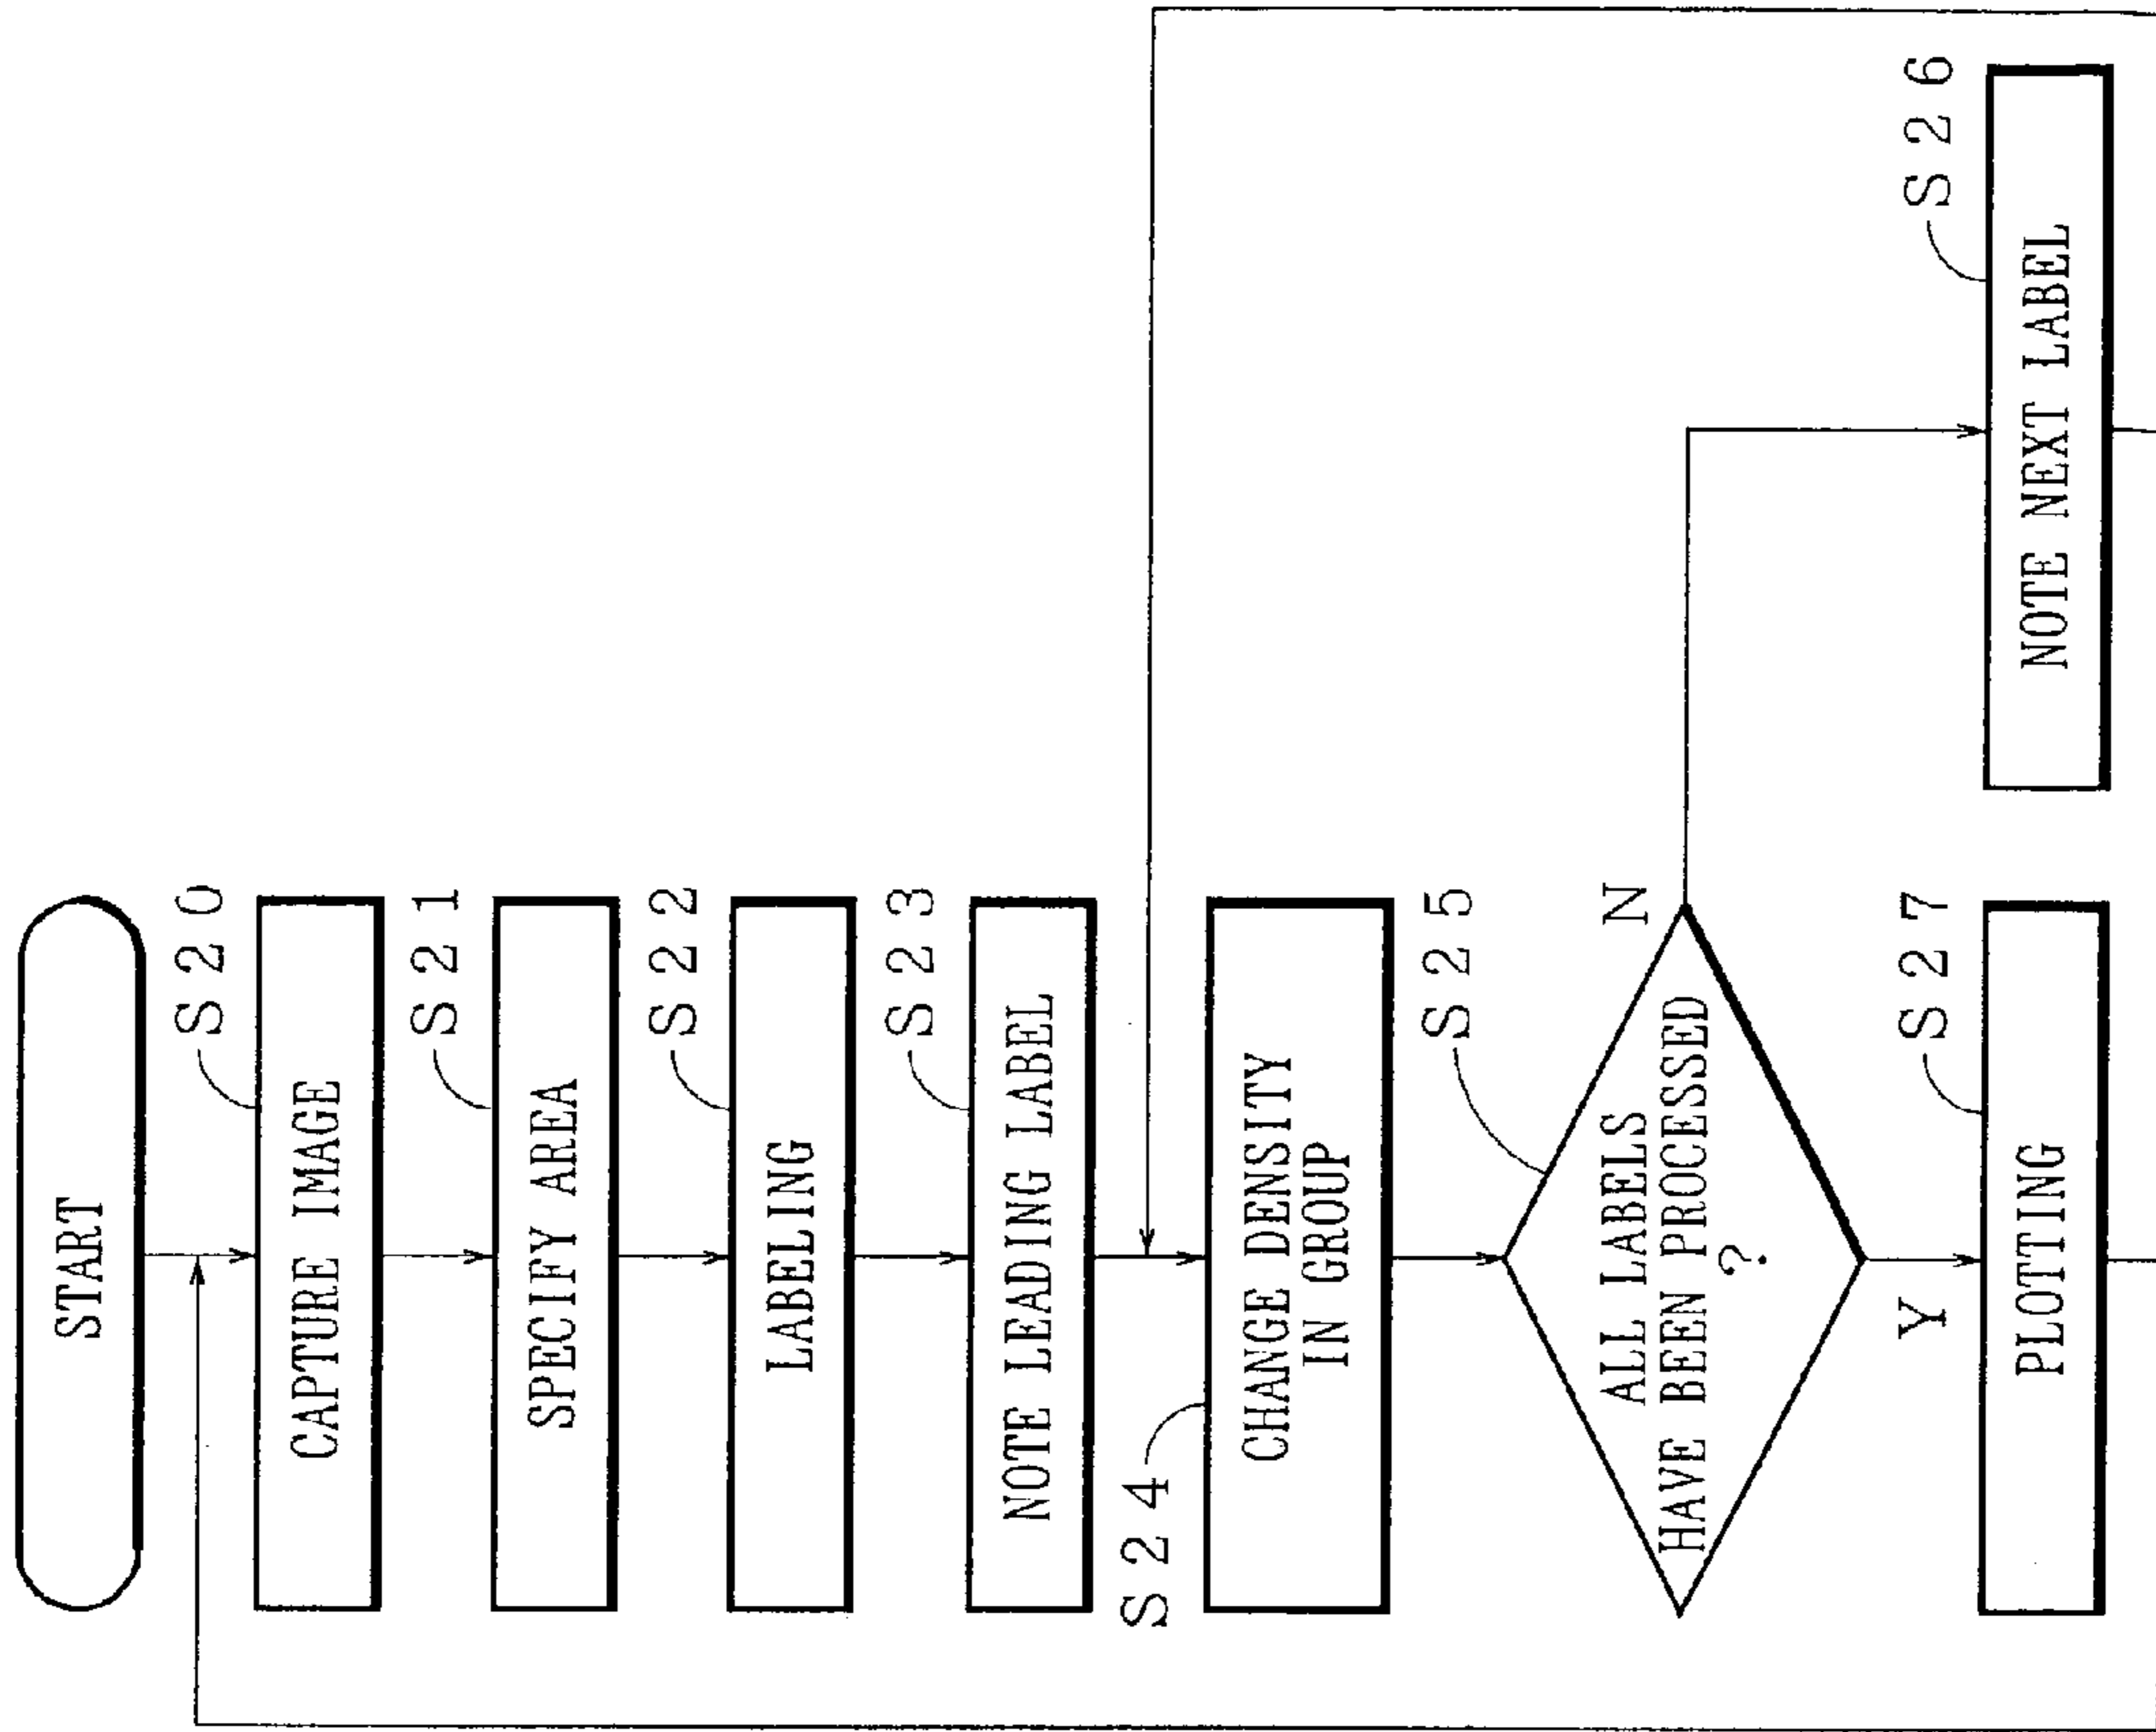 START
S20
CAPTURE IMAGE
S21
SPECIFY AREA
S22
LABELING
S23
NOTE LEADING LABEL
S24
CHANGE DENSITY
IN GROUP
S25
ALL LABELS
HAVE BEEN PROCESSED
?
N
Y
S26
NOTE NEXT LABEL
S27
PLOTTING